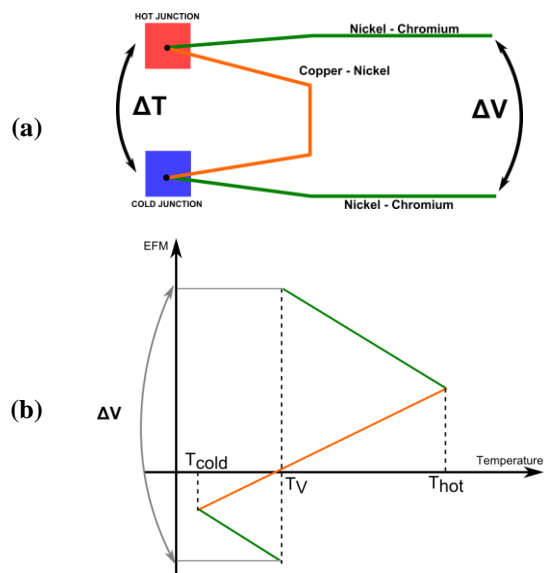 HOT JUNCTION
Nickel - Chromium
Copper - Nickel
(a)
ΔT
ΔV
COLD JUNCTION
Nickel - Chromium
EFM
(b)
ΔV
Tcold
Temperature
TV
Thot